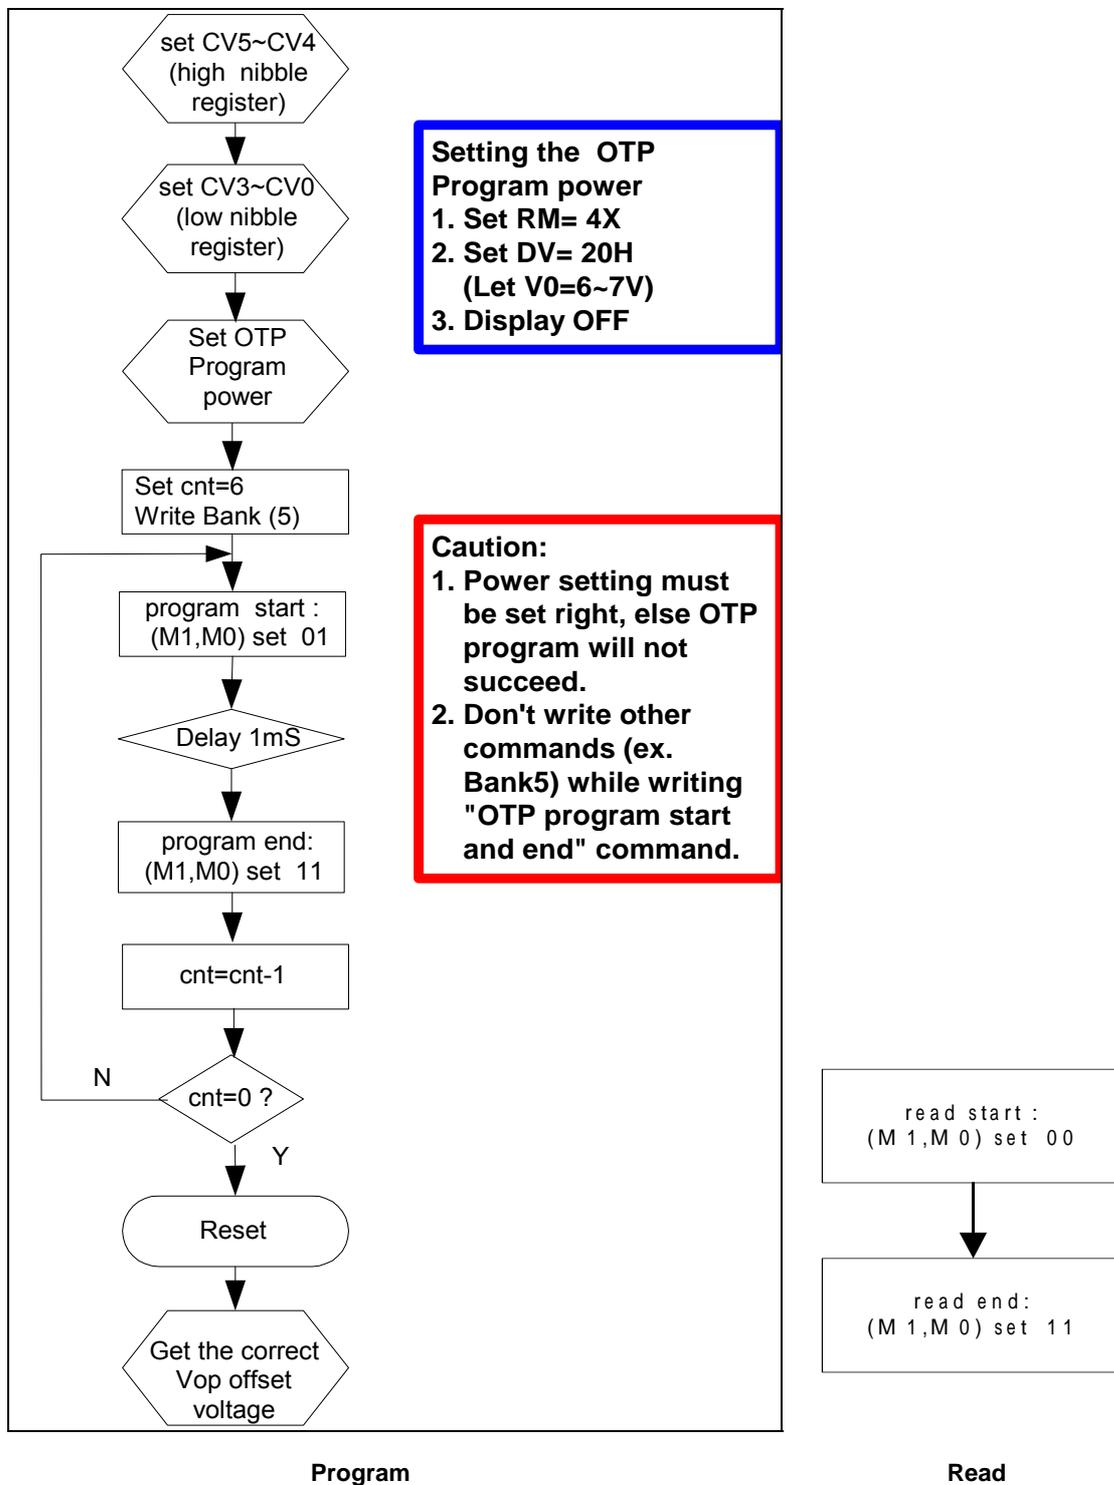 set CV5~CV4
(high nibble
register)
set CV3~CV0
(low nibble
register)
Set OTP
Program
power
Set cnt=6
Write Bank (5)
program start :
(M1,M0) set 01
Delay 1mS
program end:
(M1,M0) set 11
cnt=cnt-1
cnt=0 ?
N
Y
Reset
Get the correct
Vop offset
voltage
Setting the OTP
Program power
1. Set RM= 4X
2. Set DV= 20H
(Let V0=6~7V)
3. Display OFF
Caution:
1. Power setting must
be set right, else OTP
program will not
succeed.
2. Don't write other
commands (ex.
Bank5) while writing
"OTP program start
and end" command.
read start :
(M1,M0) set 00
read end:
(M1,M0) set 11
Program
Read